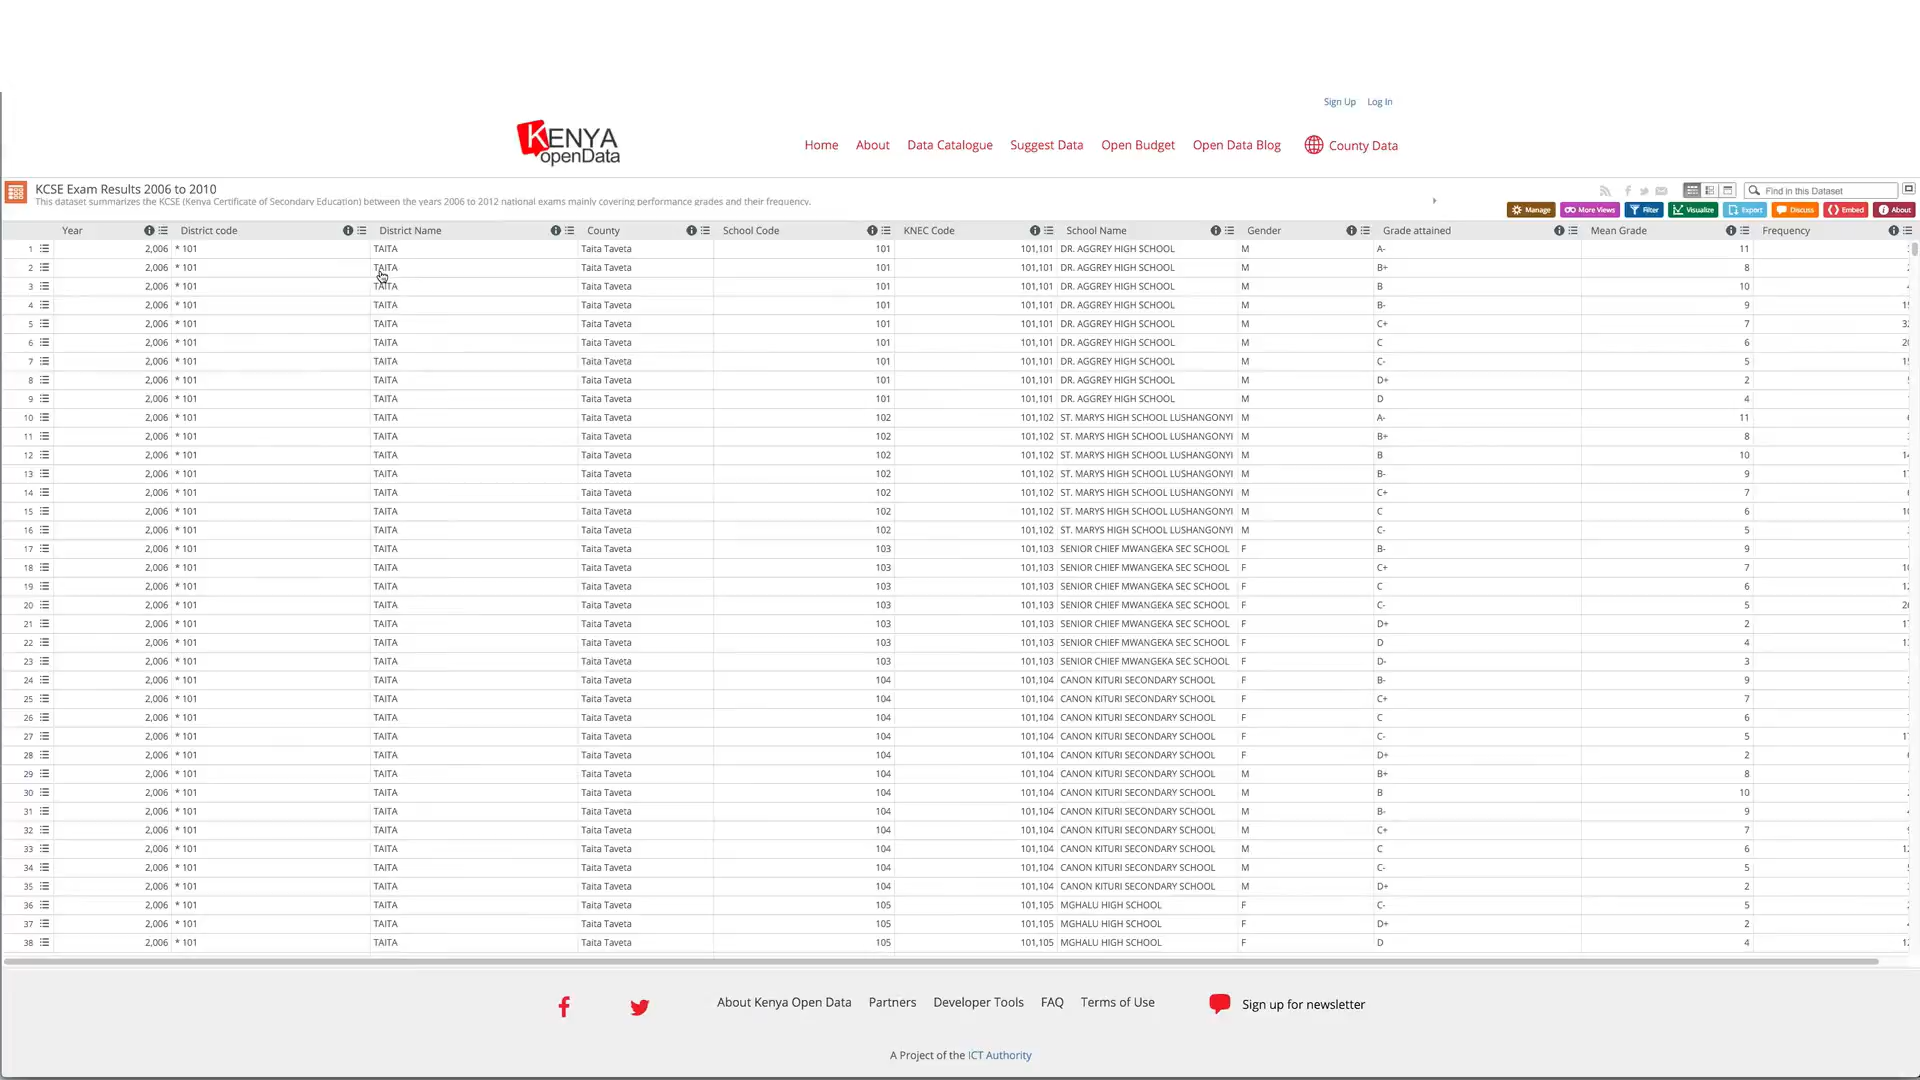 Sign Up Log In
KENYA openData
Home About Data Catalogue Suggest Data Open Budget Open Data Blog County Data
KCSE Exam Results 2006 to 2010
This dataset summarizes the KCSE (Kenya Certificate of Secondary Education) between the years 2006 to 2012 national exams mainly covering performance grades and their frequency.
Find in this Dataset
Manage More Views Filter Visualize Export Discuss Embed About
Year District code District Name County School Code KNEC Code School Name Gender Grade attained Mean Grade Frequency
1 2,006 * 101 TAITA Taita Taveta 101 101,101 DR. AGGREY HIGH SCHOOL M A- 11
2 2,006 * 101 TAITA Taita Taveta 101 101,101 DR. AGGREY HIGH SCHOOL M B+ 8
3 2,006 * 101 TAITA Taita Taveta 101 101,101 DR. AGGREY HIGH SCHOOL M B 10
4 2,006 * 101 TAITA Taita Taveta 101 101,101 DR. AGGREY HIGH SCHOOL M B- 9
5 2,006 * 101 TAITA Taita Taveta 101 101,101 DR. AGGREY HIGH SCHOOL M C+ 7
6 2,006 * 101 TAITA Taita Taveta 101 101,101 DR. AGGREY HIGH SCHOOL M C 6
7 2,006 * 101 TAITA Taita Taveta 101 101,101 DR. AGGREY HIGH SCHOOL M C- 5
8 2,006 * 101 TAITA Taita Taveta 101 101,101 DR. AGGREY HIGH SCHOOL M D+ 2
9 2,006 * 101 TAITA Taita Taveta 101 101,101 DR. AGGREY HIGH SCHOOL M D 4
10 2,006 * 101 TAITA Taita Taveta 102 101,102 ST. MARYS HIGH SCHOOL LUSHANGONYI M A- 11
11 2,006 * 101 TAITA Taita Taveta 102 101,102 ST. MARYS HIGH SCHOOL LUSHANGONYI M B+ 8
12 2,006 * 101 TAITA Taita Taveta 102 101,102 ST. MARYS HIGH SCHOOL LUSHANGONYI M B 10
13 2,006 * 101 TAITA Taita Taveta 102 101,102 ST. MARYS HIGH SCHOOL LUSHANGONYI M B- 9
14 2,006 * 101 TAITA Taita Taveta 102 101,102 ST. MARYS HIGH SCHOOL LUSHANGONYI M C+ 7
15 2,006 * 101 TAITA Taita Taveta 102 101,102 ST. MARYS HIGH SCHOOL LUSHANGONYI M C 6
16 2,006 * 101 TAITA Taita Taveta 102 101,102 ST. MARYS HIGH SCHOOL LUSHANGONYI M C- 5
17 2,006 * 101 TAITA Taita Taveta 103 101,103 SENIOR CHIEF MWANGEKA SEC SCHOOL F B- 9
18 2,006 * 101 TAITA Taita Taveta 103 101,103 SENIOR CHIEF MWANGEKA SEC SCHOOL F C+ 7
19 2,006 * 101 TAITA Taita Taveta 103 101,103 SENIOR CHIEF MWANGEKA SEC SCHOOL F C 6
20 2,006 * 101 TAITA Taita Taveta 103 101,103 SENIOR CHIEF MWANGEKA SEC SCHOOL F C- 5
21 2,006 * 101 TAITA Taita Taveta 103 101,103 SENIOR CHIEF MWANGEKA SEC SCHOOL F D+ 2
22 2,006 * 101 TAITA Taita Taveta 103 101,103 SENIOR CHIEF MWANGEKA SEC SCHOOL F D 4
23 2,006 * 101 TAITA Taita Taveta 103 101,103 SENIOR CHIEF MWANGEKA SEC SCHOOL F D- 3
24 2,006 * 101 TAITA Taita Taveta 104 101,104 CANON KITURI SECONDARY SCHOOL F B- 9
25 2,006 * 101 TAITA Taita Taveta 104 101,104 CANON KITURI SECONDARY SCHOOL F C+ 7
26 2,006 * 101 TAITA Taita Taveta 104 101,104 CANON KITURI SECONDARY SCHOOL F C 6
27 2,006 * 101 TAITA Taita Taveta 104 101,104 CANON KITURI SECONDARY SCHOOL F C- 5
28 2,006 * 101 TAITA Taita Taveta 104 101,104 CANON KITURI SECONDARY SCHOOL F D+ 2
29 2,006 * 101 TAITA Taita Taveta 104 101,104 CANON KITURI SECONDARY SCHOOL M B+ 8
30 2,006 * 101 TAITA Taita Taveta 104 101,104 CANON KITURI SECONDARY SCHOOL M B 10
31 2,006 * 101 TAITA Taita Taveta 104 101,104 CANON KITURI SECONDARY SCHOOL M B- 9
32 2,006 * 101 TAITA Taita Taveta 104 101,104 CANON KITURI SECONDARY SCHOOL M C+ 7
33 2,006 * 101 TAITA Taita Taveta 104 101,104 CANON KITURI SECONDARY SCHOOL M C 6
34 2,006 * 101 TAITA Taita Taveta 104 101,104 CANON KITURI SECONDARY SCHOOL M C- 5
35 2,006 * 101 TAITA Taita Taveta 104 101,104 CANON KITURI SECONDARY SCHOOL M D+ 2
36 2,006 * 101 TAITA Taita Taveta 105 101,105 MGHALU HIGH SCHOOL F C- 5
37 2,006 * 101 TAITA Taita Taveta 105 101,105 MGHALU HIGH SCHOOL F D+ 2
38 2,006 * 101 TAITA Taita Taveta 105 101,105 MGHALU HIGH SCHOOL F D 4
About Kenya Open Data Partners Developer Tools FAQ Terms of Use Sign up for newsletter
A Project of the ICT Authority